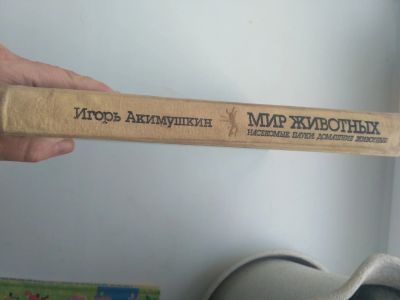 Игорь Акимушкин
МИР ЖИВОТНЫХ
НАСЕКОМЫЕ ПАУКИ ДОМАШНИЕ ЖИВОТНЫЕ